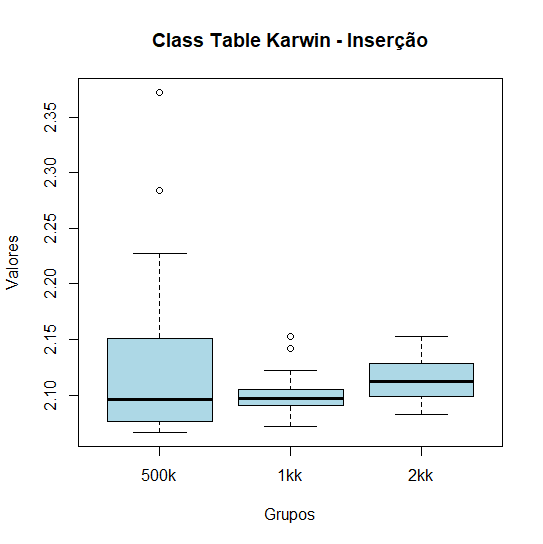 Class Table Karwin - Inserção
Valores
2.35
2.30
2.25
2.20
2.15
2.10
500k
1kk
2kk
Grupos